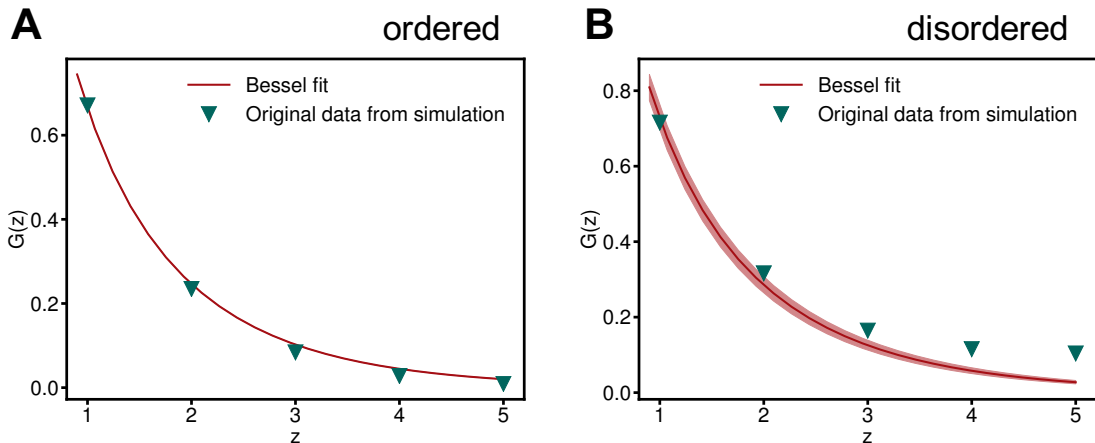 A
ordered
Bessel fit
Original data from simulation
0.6
0.4
0.2
0.0
G(z)
1
2
3
4
5
z
B
disordered
Bessel fit
Original data from simulation
0.8
0.6
0.4
0.2
0.0
G(z)
1
2
3
4
5
z